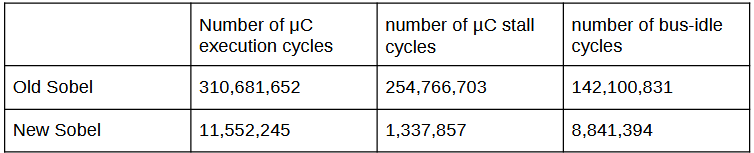 Number of µC execution cycles
number of µC stall cycles
number of bus-idle cycles
Old Sobel 310,681,652 254,766,703 142,100,831
New Sobel 11,552,245 1,337,857 8,841,394